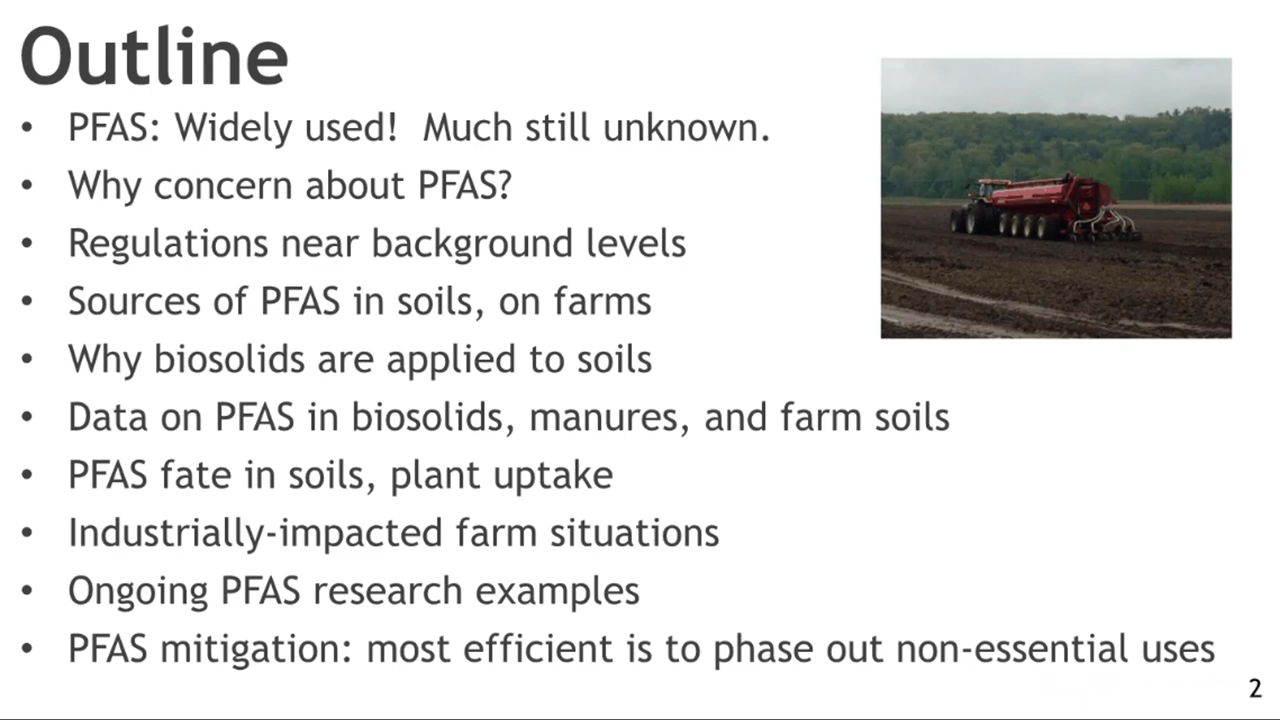 Outline
• PFAS: Widely used!  Much still unknown.
• Why concern about PFAS?
• Regulations near background levels
• Sources of PFAS in soils, on farms
• Why biosolids are applied to soils
• Data on PFAS in biosolids, manures, and farm soils
• PFAS fate in soils, plant uptake
• Industrially-impacted farm situations
• Ongoing PFAS research examples
• PFAS mitigation: most efficient is to phase out non-essential uses
2